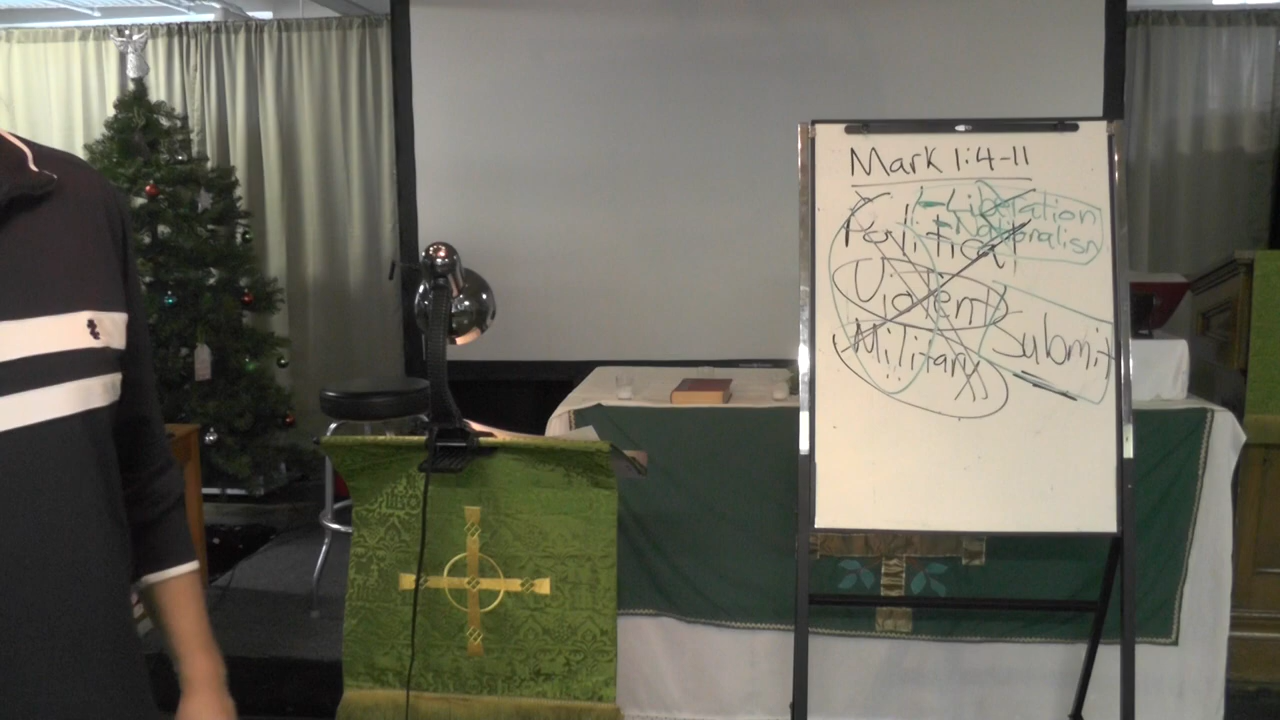 Mark 1:4-11
-Liberation
-Nationalism
Political
Violent
Military
Submit